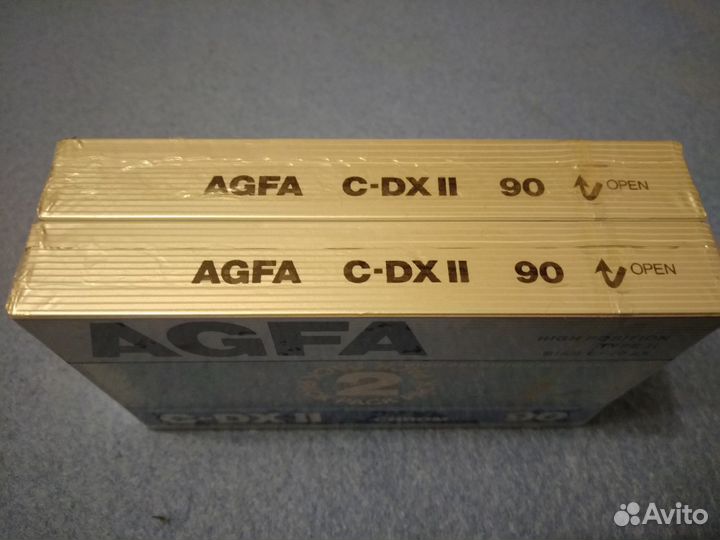 AGFA C-DX II 90 OPEN
AGFA C-DX II 90 OPEN
AGFA
HIGH POSITION
2
C-DX II 90
Avito